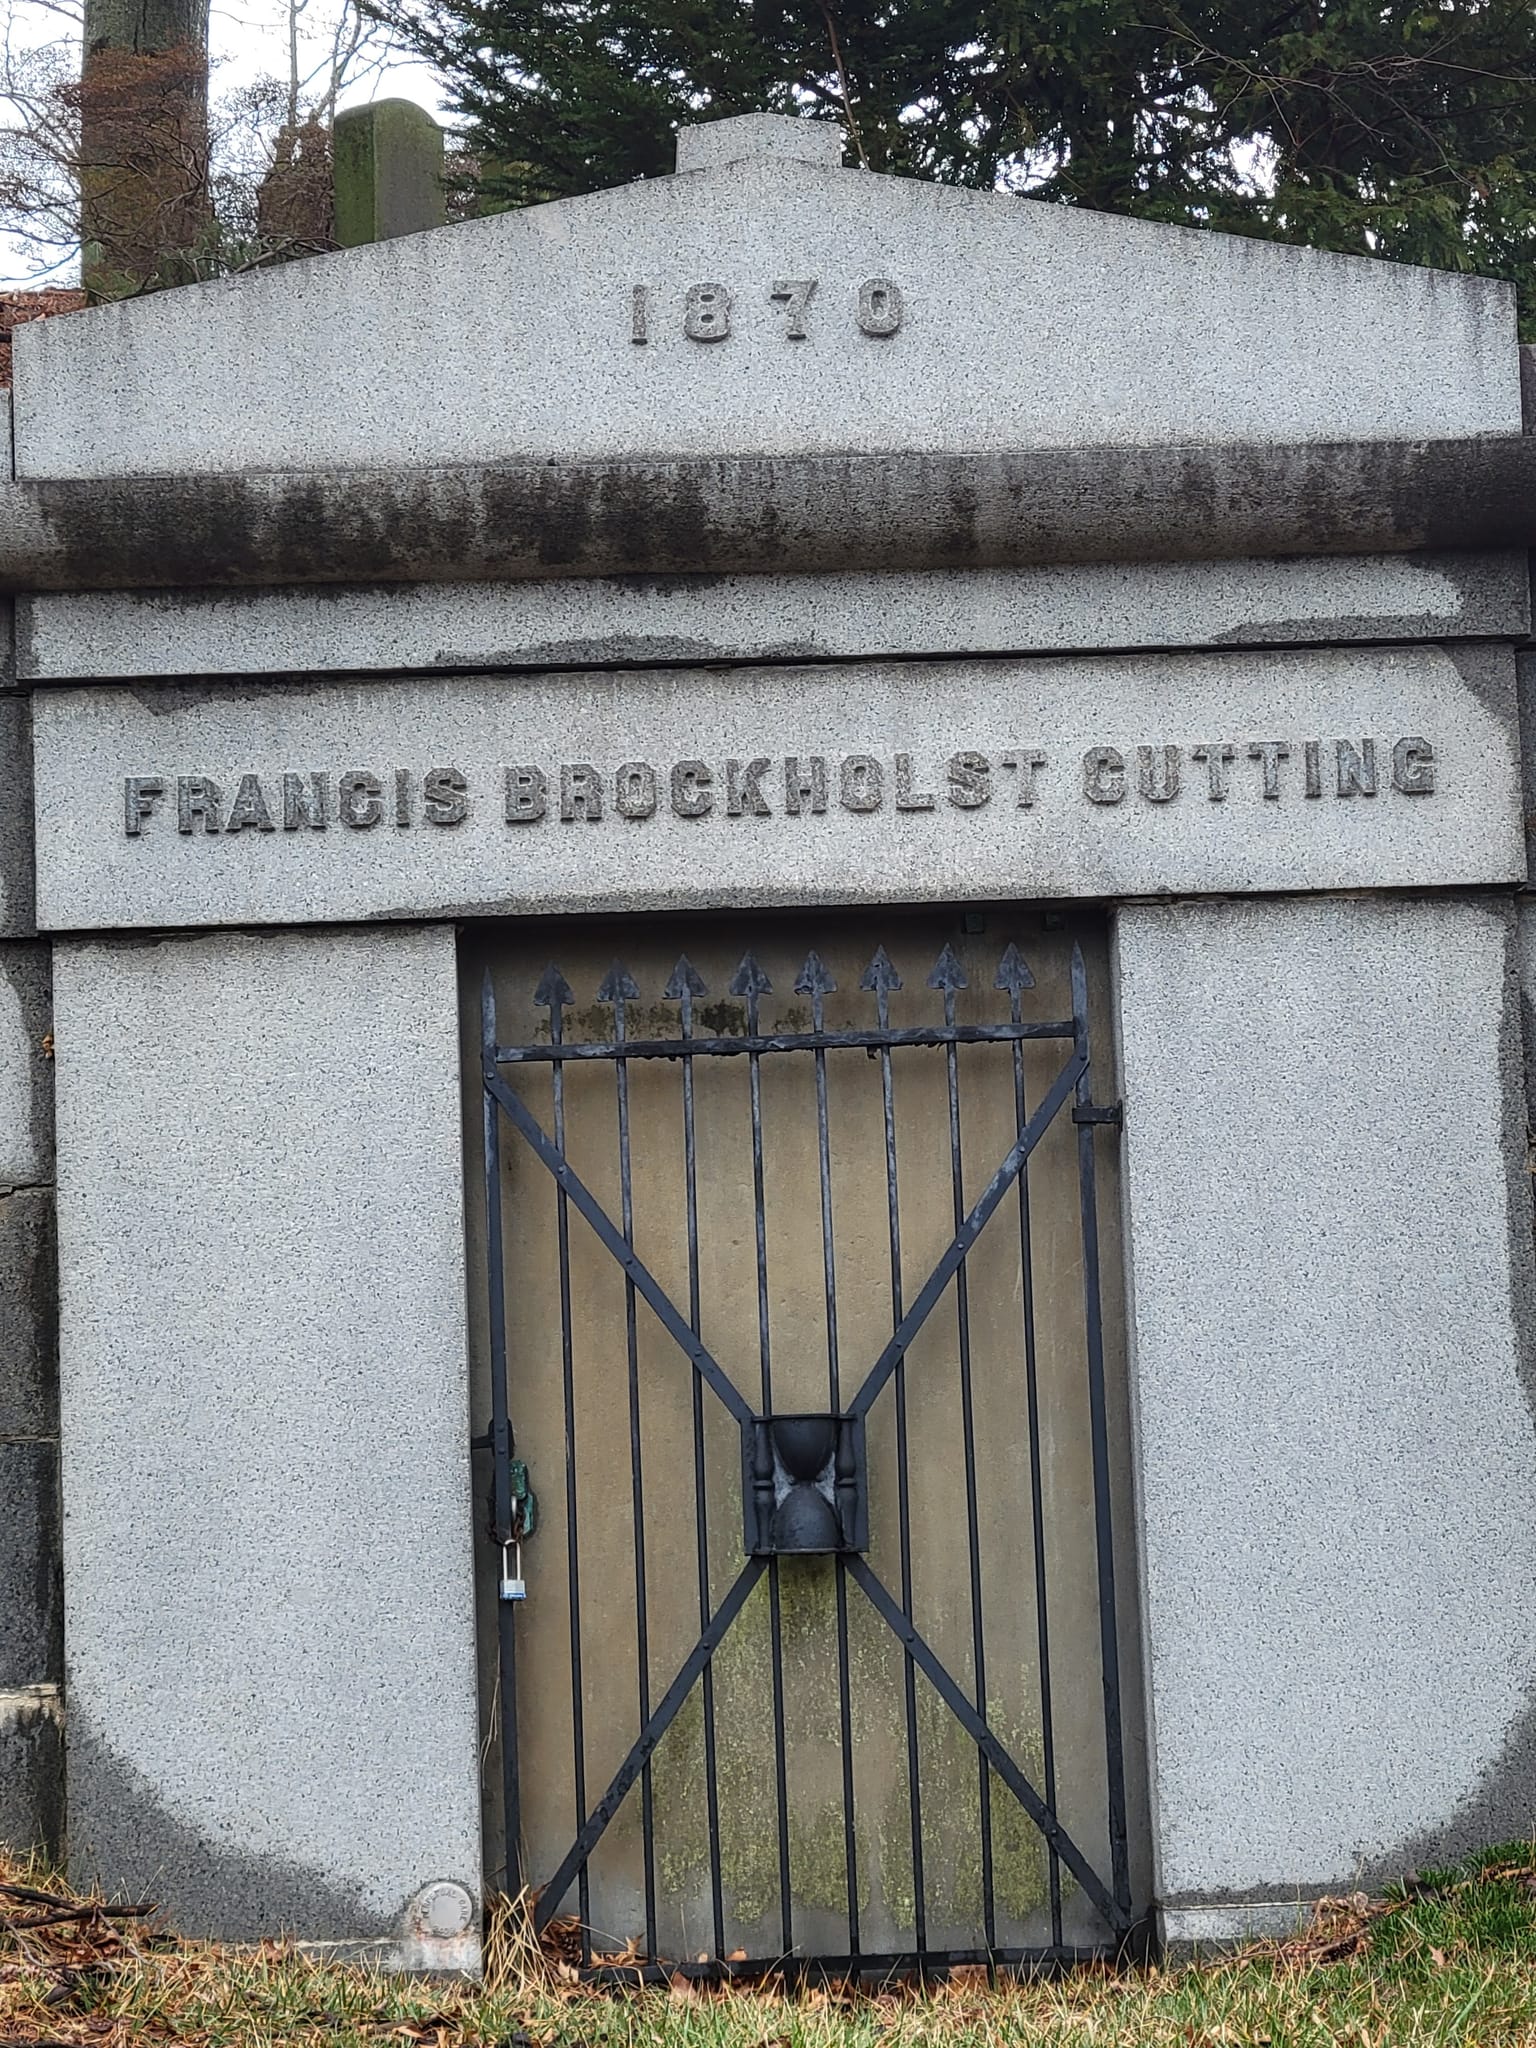 1870
FRANCIS BROCKHOLST CUTTING